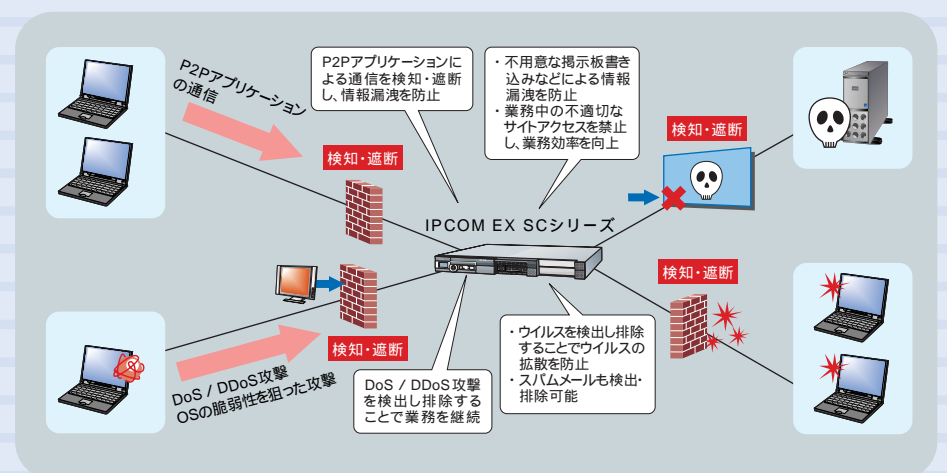 P2Pアプリケーション
の通信
P2Pアプリケーションに
よる通信を検知・遮断
し、情報漏洩を防止
・不用意な掲示板書き
込みなどによる情報
漏洩を防止
・業務中の不適切な
サイトアクセスを禁止
し、業務効率を向上
検知・遮断
検知・遮断
IPCOM EX SCシリーズ
検知・遮断
検知・遮断
DoS / DDoS攻撃
OSの脆弱性を狙った攻撃
DoS / DDoS攻撃
を検出し排除する
ことで業務を継続
・ウイルスを検出し排除
することでウイルスの
拡散を防止
・スパムメールも検出・
排除可能